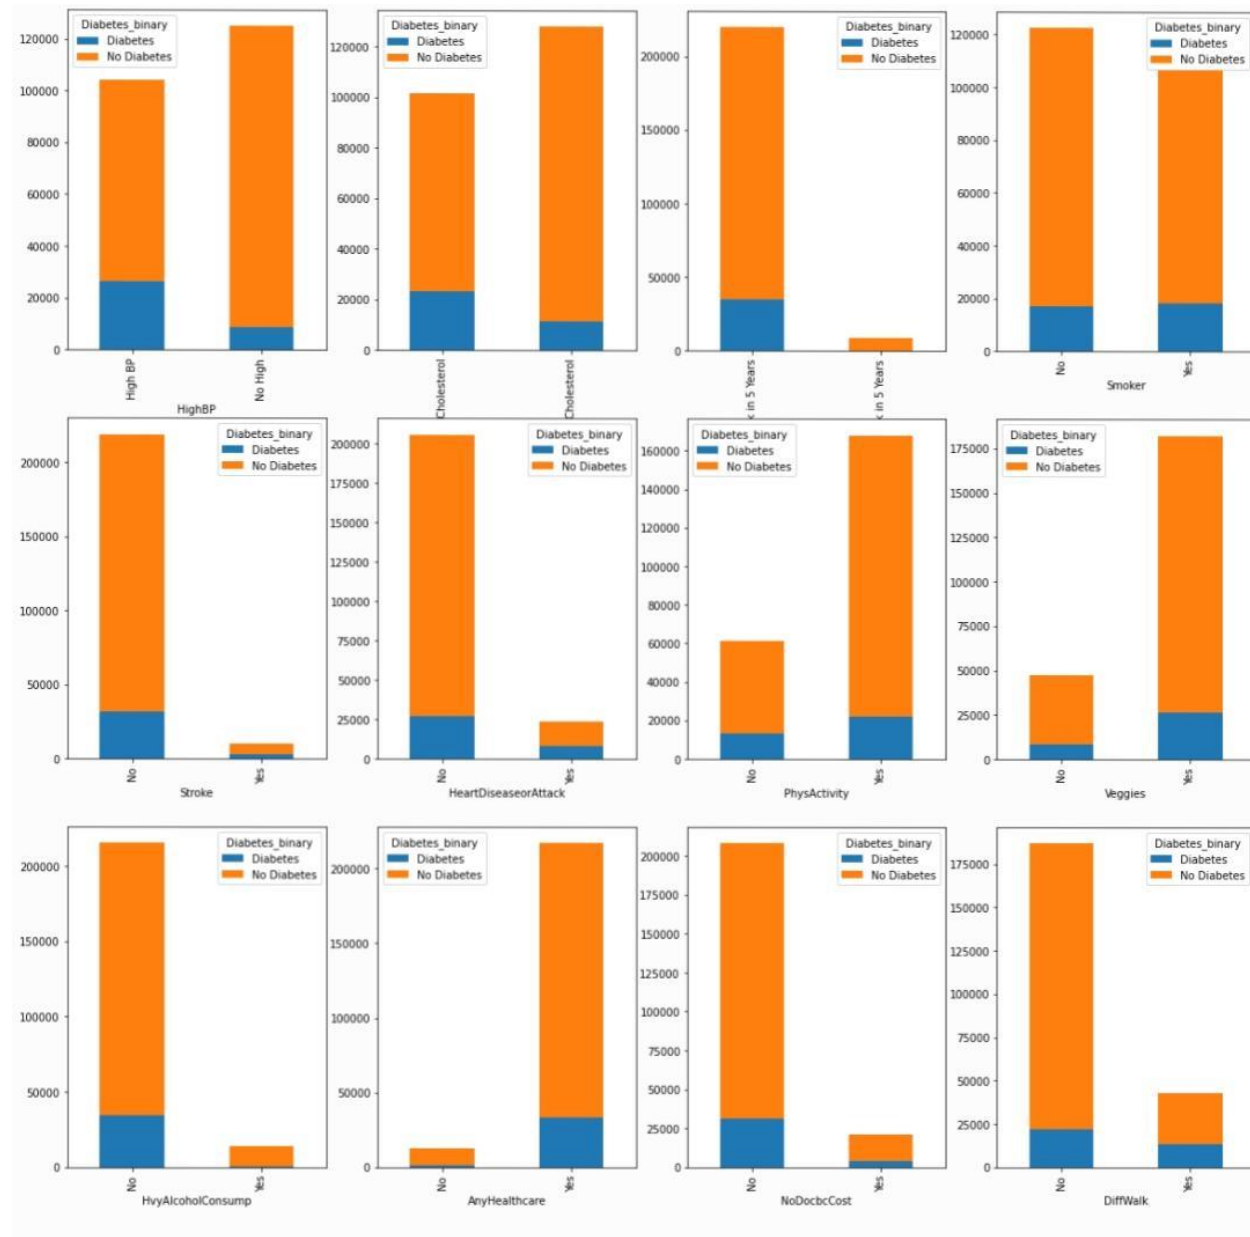 Diabetes_binary
Diabetes
No Diabetes
120000
100000
80000
60000
40000
20000
0
High BP
No High
HighBP
Diabetes_binary
Diabetes
No Diabetes
120000
100000
80000
60000
40000
20000
0
Cholesterol
Cholesterol
Diabetes_binary
Diabetes
No Diabetes
200000
150000
100000
50000
0
k in 5 Years
k in 5 Years
Diabetes_binary
Diabetes
No Diabetes
120000
100000
80000
60000
40000
20000
0
No
Yes
Smoker
Diabetes_binary
Diabetes
No Diabetes
200000
150000
100000
50000
0
No
Yes
Stroke
Diabetes_binary
Diabetes
No Diabetes
200000
175000
150000
125000
100000
75000
50000
25000
0
No
Yes
HeartDiseaseorAttack
Diabetes_binary
Diabetes
No Diabetes
160000
140000
120000
100000
80000
60000
40000
20000
0
No
Yes
PhysActivity
Diabetes_binary
Diabetes
No Diabetes
175000
150000
125000
100000
75000
50000
25000
0
No
Yes
Veggies
Diabetes_binary
Diabetes
No Diabetes
200000
150000
100000
50000
0
No
Yes
HvyAlcoholConsump
Diabetes_binary
Diabetes
No Diabetes
200000
150000
100000
50000
0
No
Yes
AnyHealthcare
Diabetes_binary
Diabetes
No Diabetes
200000
175000
150000
125000
100000
75000
50000
25000
0
No
Yes
NoDocbcCost
Diabetes_binary
Diabetes
No Diabetes
175000
150000
125000
100000
75000
50000
25000
0
No
Yes
DiffWalk